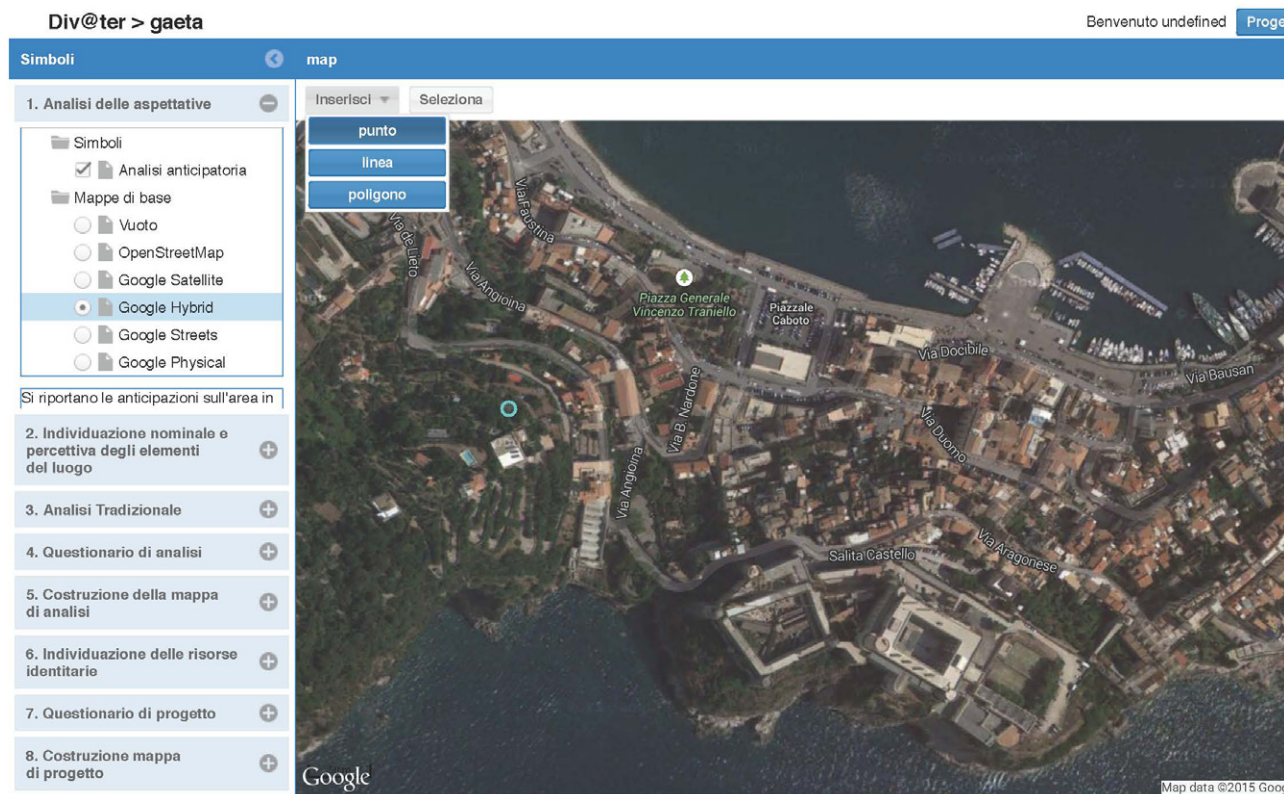 Div@ter > gaeta
Benvenuto undefined
Proge
Simboli
map
1. Analisi delle aspettative
Simboli
Analisi anticipatoria
Mappe di base
Vuoto
OpenStreetMap
Google Satellite
Google Hybrid
Google Streets
Google Physical
Si riportano le anticipazioni sull'area in
2. Individuazione nominale e
percettiva degli elementi
del luogo
3. Analisi Tradizionale
4. Questionario di analisi
5. Costruzione della mappa
di analisi
6. Individuazione delle risorse
identitarie
7. Questionario di progetto
8. Costruzione mappa
di progetto
Inserisci
Seleziona
punto
linea
poligono
Via Faustina
Via de Lieto
Via Angioina
Piazza Generale
Vincenzo Traniello
Piazzale
Caboto
Via Docibile
Via Bausan
Via B. Nardone
Via Duomo
Via Angioina
Salita Castello
Via Aragonese
Google
Map data ©2015 Goo